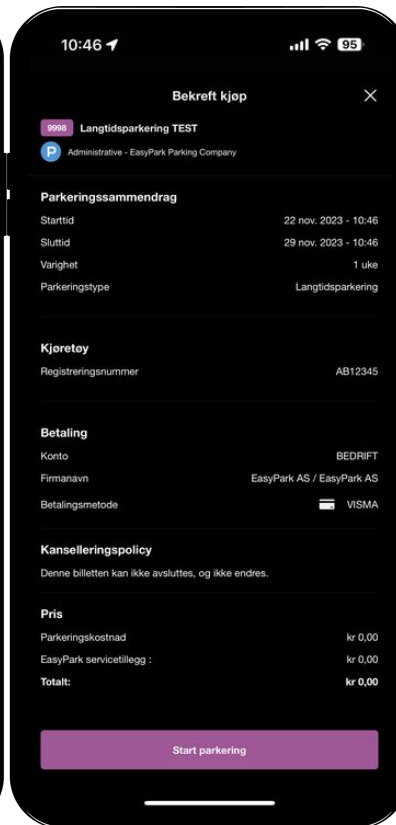 10:46
95
Bekreft kjøp
9998 Langtidsparkering TEST
P Administrative - EasyPark Parking Company
Parkeringssammendrag
Starttid 22 nov. 2023 - 10:46
Sluttid 29 nov. 2023 - 10:46
Varighet 1 uke
Parkeringstype Langtidsparkering
Kjøretøy
Registreringsnummer AB12345
Betaling
Konto BEDRIFT
Firmanavn EasyPark AS / EasyPark AS
Betalingsmetode VISMA
Kanselleringspolicy
Denne billetten kan ikke avsluttes, og ikke endres.
Pris
Parkeringskostnad kr 0,00
EasyPark servicetillegg : kr 0,00
Totalt: kr 0,00
Start parkering